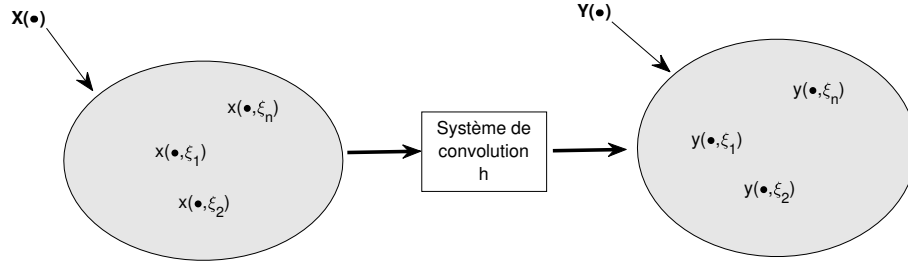 X(●)
x(●,ξn)
x(●,ξ1)
x(●,ξ2)
Système de
convolution
h
Y(●)
y(●,ξn)
y(●,ξ1)
y(●,ξ2)